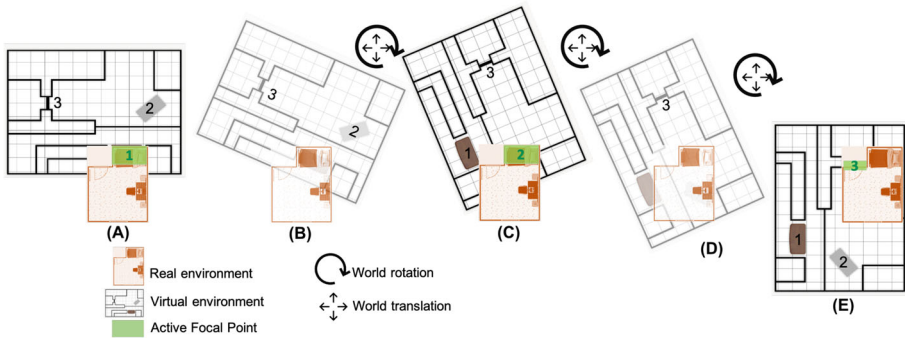 3
2
1
(A)
3
2
(B)
3
1
2
(C)
3
(D)
3
1
2
(E)
Real environment
Virtual environment
Active Focal Point
World rotation
World translation